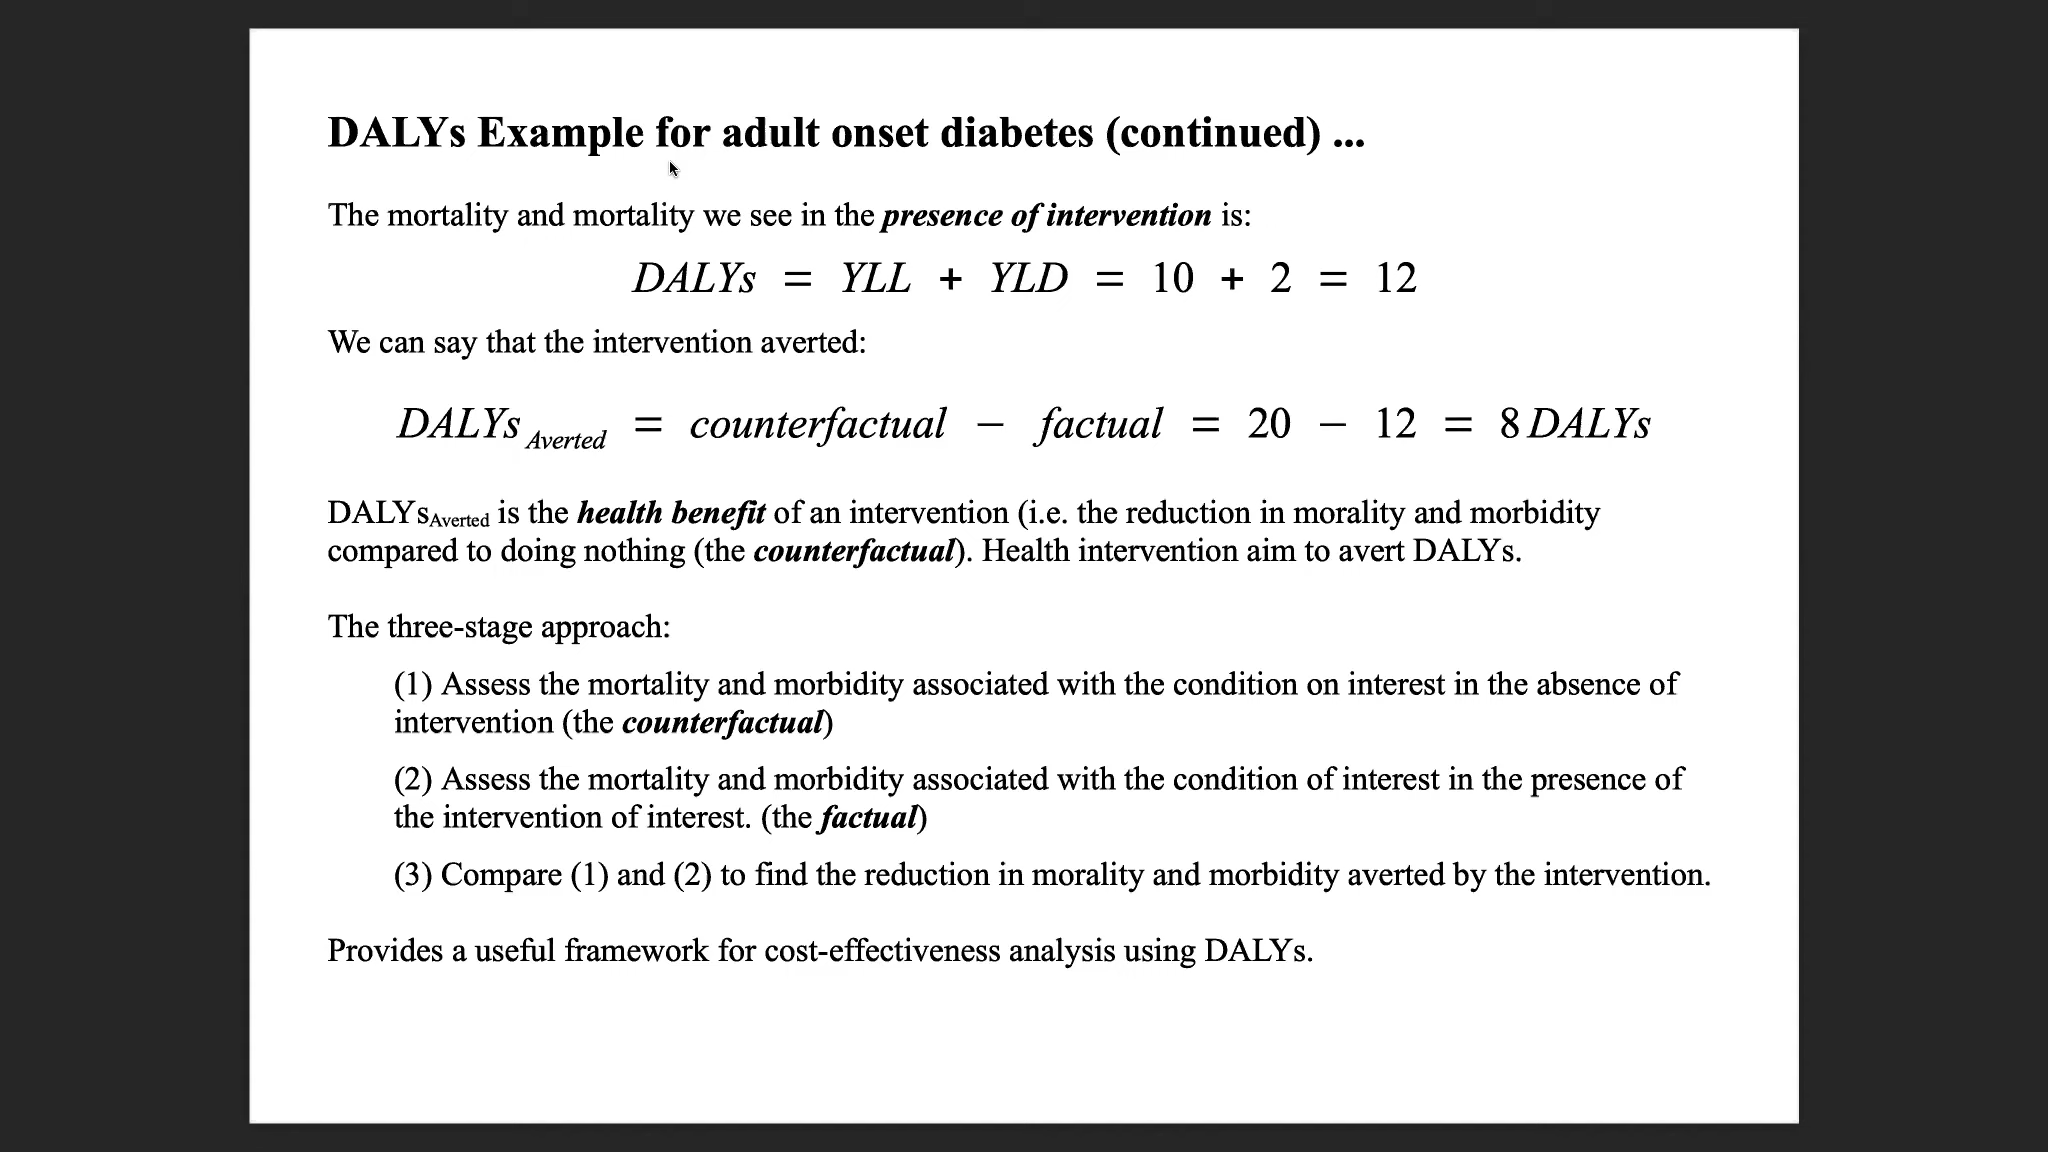 DALYs Example for adult onset diabetes (continued) ...
The mortality and mortality we see in the presence of intervention is:
DALYs = YLL + YLD = 10 + 2 = 12
We can say that the intervention averted:
DALYs Averted = counterfactual − factual = 20 − 12 = 8 DALYs
DALYsAverted is the health benefit of an intervention (i.e. the reduction in morality and morbidity
compared to doing nothing (the counterfactual). Health intervention aim to avert DALYs.
The three-stage approach:
(1) Assess the mortality and morbidity associated with the condition on interest in the absence of
intervention (the counterfactual)
(2) Assess the mortality and morbidity associated with the condition of interest in the presence of
the intervention of interest. (the factual)
(3) Compare (1) and (2) to find the reduction in morality and morbidity averted by the intervention.
Provides a useful framework for cost-effectiveness analysis using DALYs.